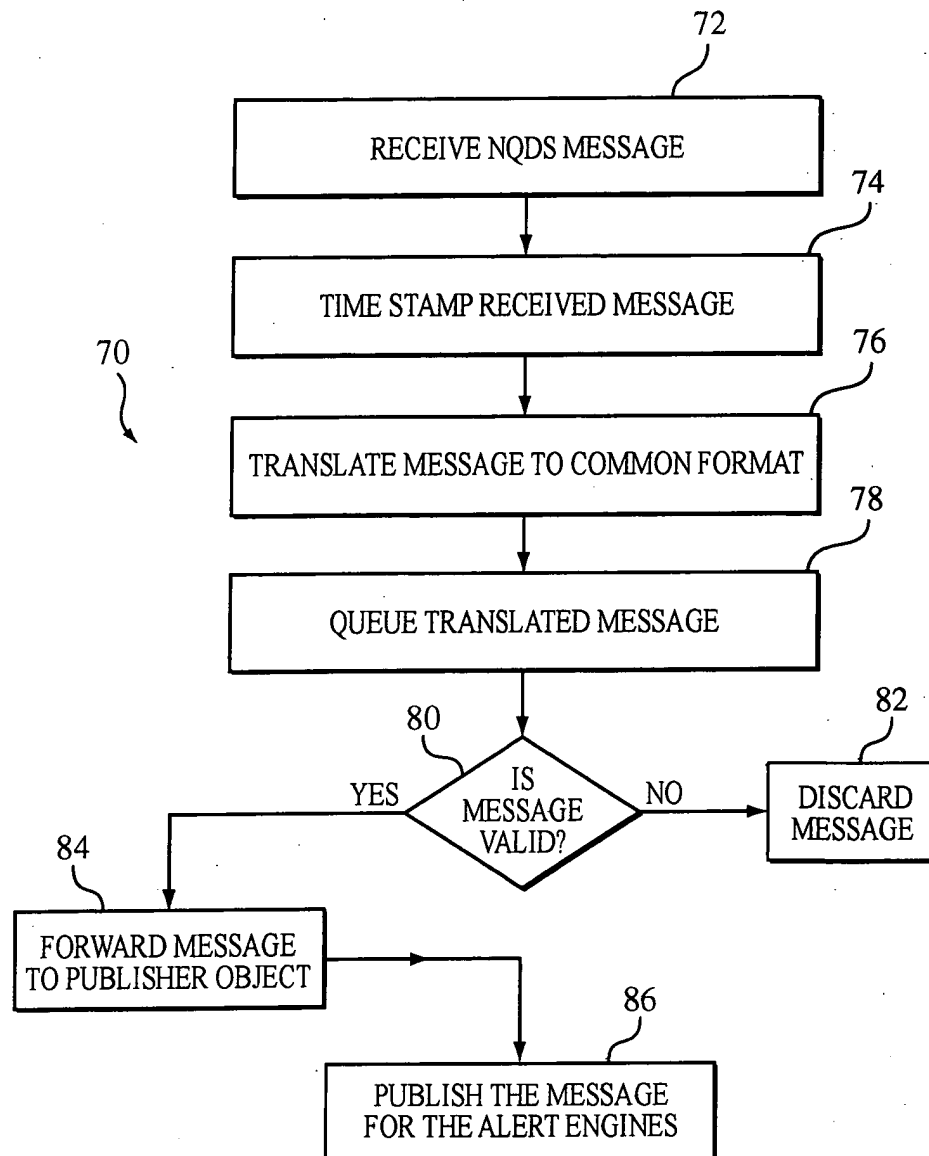 72
RECEIVE NQDS MESSAGE
74
TIME STAMP RECEIVED MESSAGE
70
76
TRANSLATE MESSAGE TO COMMON FORMAT
78
QUEUE TRANSLATED MESSAGE
80
82
YES
IS
MESSAGE
VALID?
NO
DISCARD
MESSAGE
84
FORWARD MESSAGE
TO PUBLISHER OBJECT
86
PUBLISH THE MESSAGE
FOR THE ALERT ENGINES